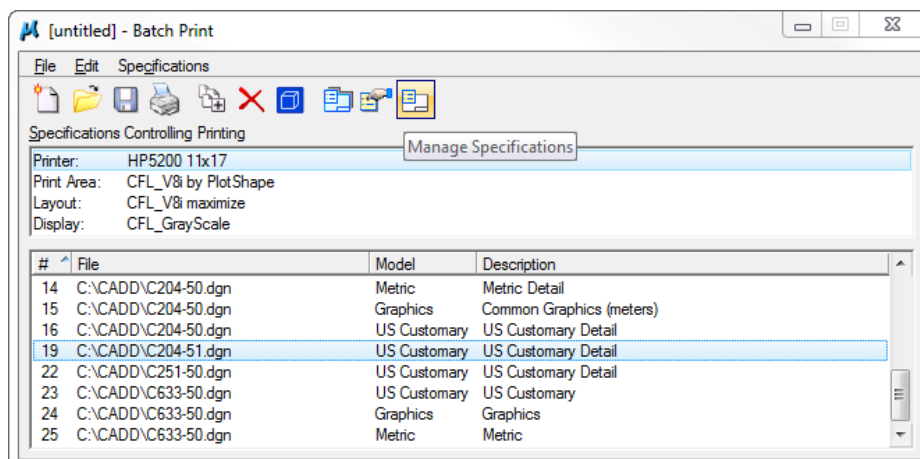 [untitled] - Batch Print
File Edit Specifications
Specifications Controlling Printing
Manage Specifications
Printer: HP5200 11x17
Print Area: CFL_V8i by PlotShape
Layout: CFL_V8i maximize
Display: CFL_GrayScale
# File Model Description
14 C:\CADD\C204-50.dgn Metric Metric Detail
15 C:\CADD\C204-50.dgn Graphics Common Graphics (meters)
16 C:\CADD\C204-50.dgn US Customary US Customary Detail
19 C:\CADD\C204-51.dgn US Customary US Customary Detail
22 C:\CADD\C251-50.dgn US Customary US Customary Detail
23 C:\CADD\C633-50.dgn US Customary US Customary
24 C:\CADD\C633-50.dgn Graphics Graphics
25 C:\CADD\C633-50.dgn Metric Metric